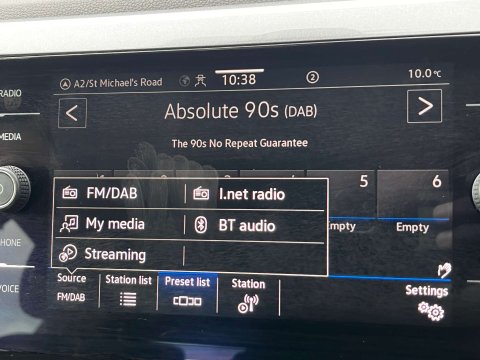 RADIO
A2/St Michael's Road
10:38
2
10.0°C
MEDIA
Absolute 90s (DAB)
The 90s No Repeat Guarantee
5
6
FM/DAB
I.net radio
My media
BT audio
Empty
Streaming
PHONE
Source
FM/DAB
Station list
Preset list
Station
Settings
VOICE